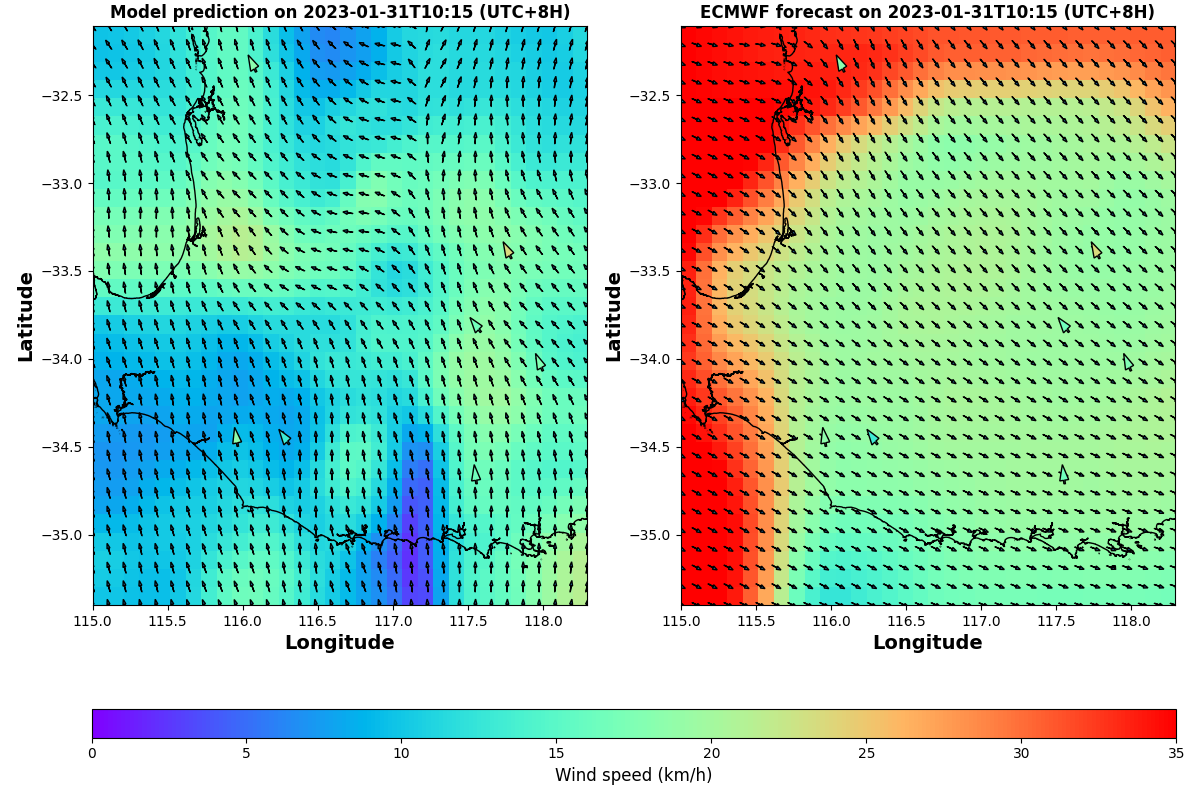 Model prediction on 2023-01-31T10:15 (UTC+8H)
ECMWF forecast on 2023-01-31T10:15 (UTC+8H)
Latitude
−32.5
−33.0
−33.5
−34.0
−34.5
−35.0
115.0 115.5 116.0 116.5 117.0 117.5 118.0
Longitude
Latitude
−32.5
−33.0
−33.5
−34.0
−34.5
−35.0
115.0 115.5 116.0 116.5 117.0 117.5 118.0
Longitude
0 5 10 15 20 25 30 35
Wind speed (km/h)